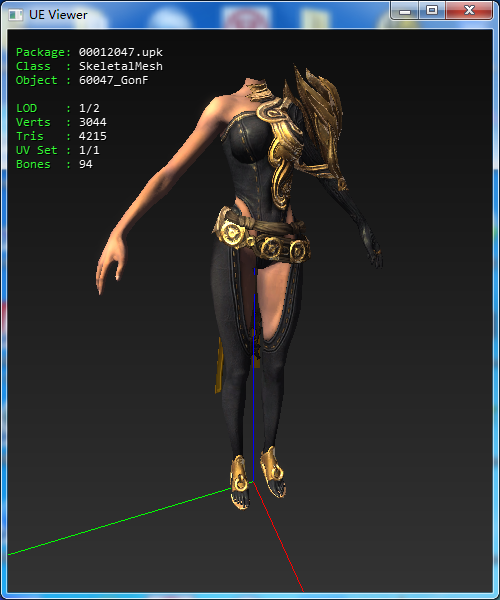 UE Viewer
Package: 00012047.upk
Class : SkeletalMesh
Object : 60047_GonF
LOD : 1/2
Verts : 3044
Tris : 4215
UV Set : 1/1
Bones : 94